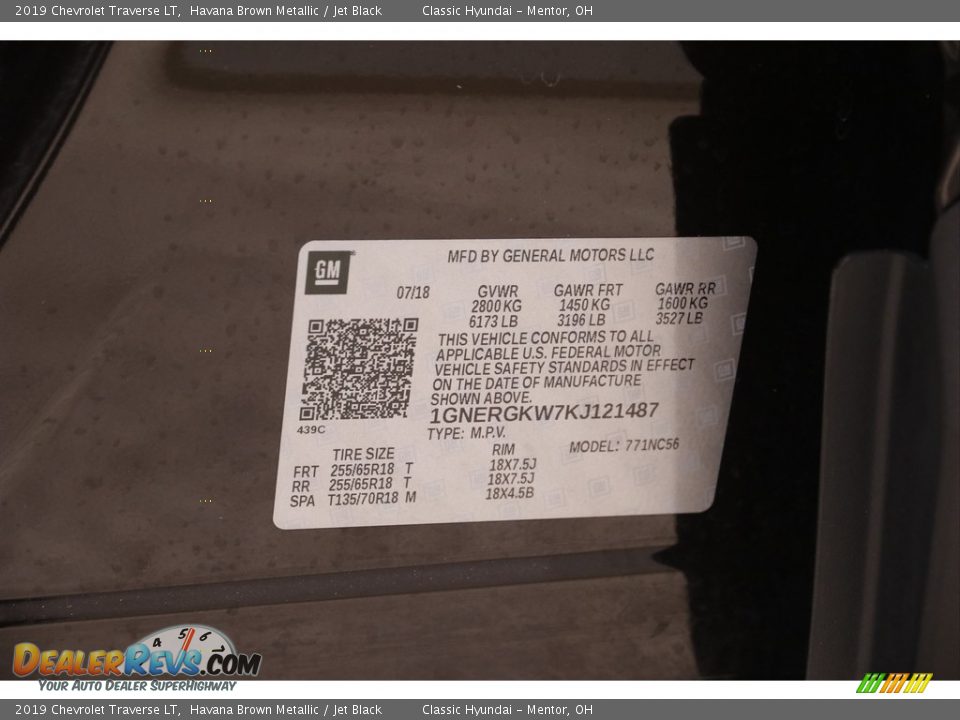 2019 Chevrolet Traverse LT,  Havana Brown Metallic / Jet Black          Classic Hyundai - Mentor, OH
GM
MFD BY GENERAL MOTORS LLC
07/18   GVWR   GAWR FRT   GAWR RR
2800 KG   1450 KG   1600 KG
6173 LB   3196 LB   3527 LB
THIS VEHICLE CONFORMS TO ALL
APPLICABLE U.S. FEDERAL MOTOR
VEHICLE SAFETY STANDARDS IN EFFECT
ON THE DATE OF MANUFACTURE
SHOWN ABOVE.
1GNERGKW7KJ121487
439C
TYPE: M.P.V.   MODEL: 771NC56
TIRE SIZE   RIM
FRT 255/65R18 T   18X7.5J
RR 255/65R18 T   18X7.5J
SPA T135/70R18 M   18X4.5B
4 5 6 7
DEALERREVS.COM
YOUR AUTO DEALER SUPERHIGHWAY
2019 Chevrolet Traverse LT,  Havana Brown Metallic / Jet Black          Classic Hyundai - Mentor, OH